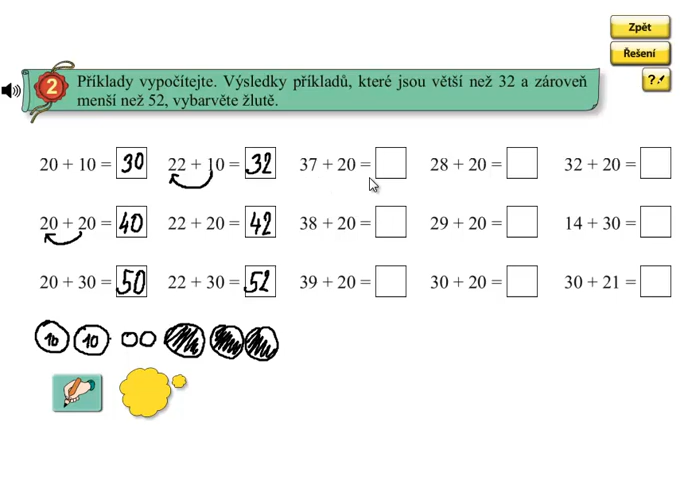 Zpět
Řešení
?
2
Příklady vypočítejte. Výsledky příkladů, které jsou větší než 32 a zároveň
menší než 52, vybarvěte žlutě.
20 + 10 = 30 22 + 10 = 32 37 + 20 = 28 + 20 = 32 + 20 =
20 + 20 = 40 22 + 20 = 42 38 + 20 = 29 + 20 = 14 + 30 =
20 + 30 = 50 22 + 30 = 52 39 + 20 = 30 + 20 = 30 + 21 =
10 10